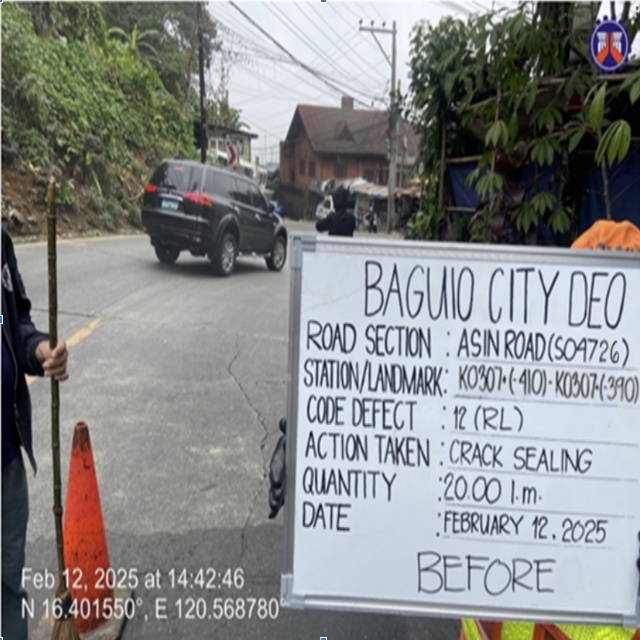 BAGUIO CITY DEO
ROAD SECTION : ASIN ROAD (S04726)
STATION/LANDMARK: K0307+(-410)-K0307+(-390)
CODE DEFECT : 12 (RL)
ACTION TAKEN : CRACK SEALING
QUANTITY : 20.00 l.m.
DATE : FEBRUARY 12, 2025
BEFORE
Feb 12, 2025 at 14:42:46
N 16.401550°, E 120.568780°